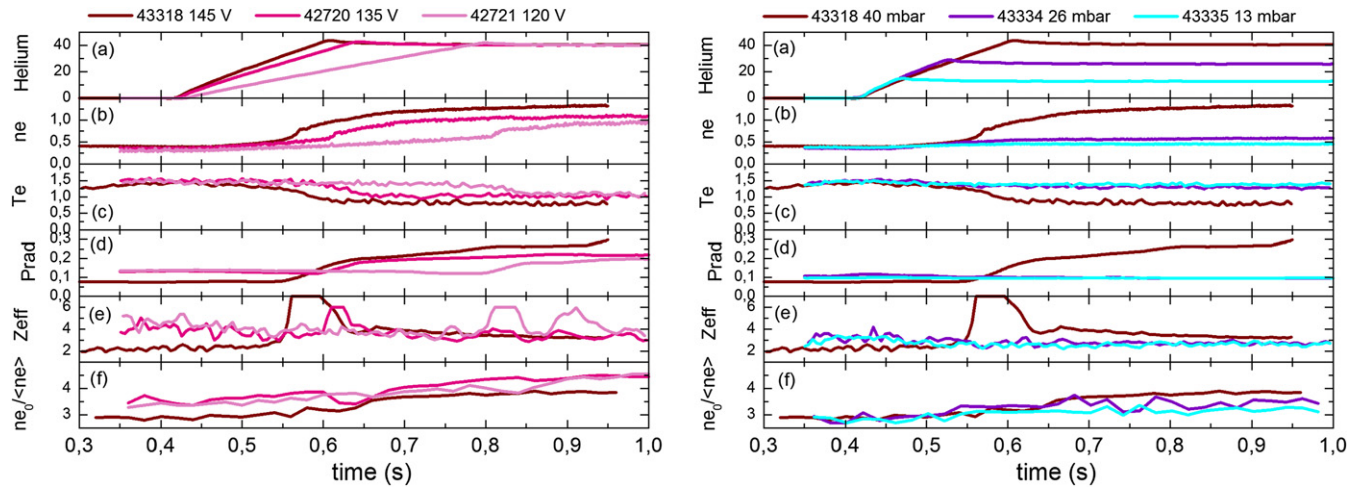 43318 145 V 42720 135 V 42721 120 V
(a)
Helium
40
20
0
(b)
ne
1,0
0,5
0,0
(c)
Te
1,5
1,0
0,5
0,0
(d)
Prad
0,3
0,2
0,1
0,0
(e)
Zeff
6
4
2
(f)
ne0/<ne>
4
3
0,3 0,4 0,5 0,6 0,7 0,8 0,9 1,0
time (s)
43318 40 mbar 43334 26 mbar 43335 13 mbar
(a)
Helium
40
20
0
(b)
ne
1,0
0,5
0,0
(c)
Te
1,5
1,0
0,5
0,0
(d)
Prad
0,3
0,2
0,1
0,0
(e)
Zeff
6
4
2
(f)
ne0/<ne>
4
3
0,3 0,4 0,5 0,6 0,7 0,8 0,9 1,0
time (s)